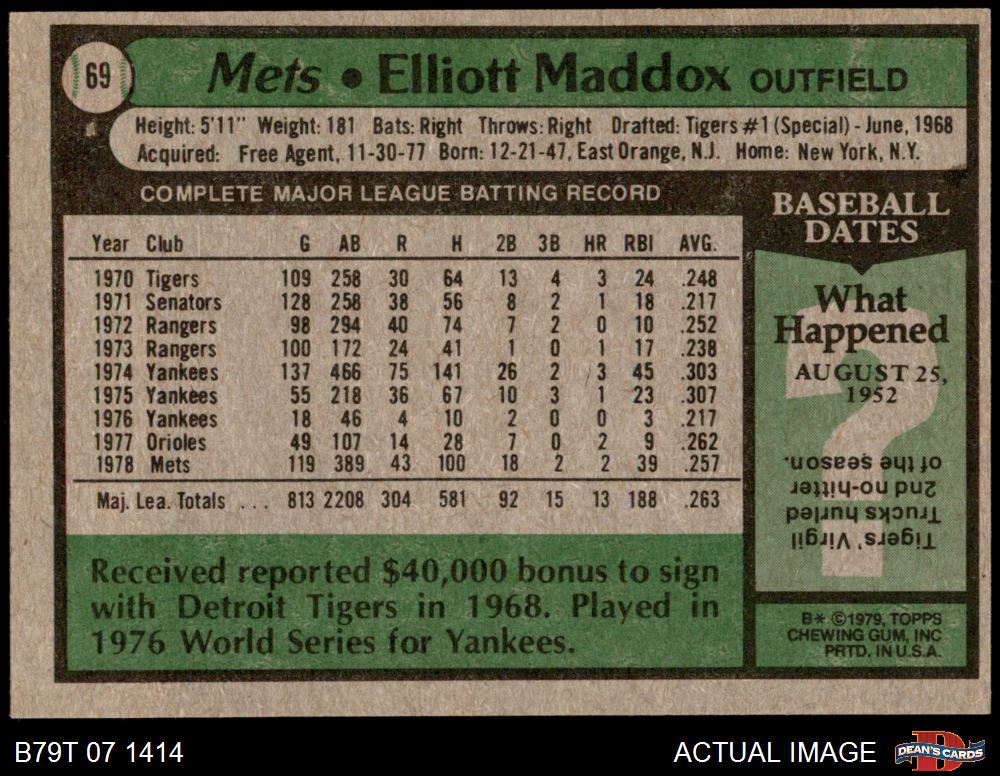 69
Mets • Elliott Maddox OUTFIELD
Height: 5'11" Weight: 181 Bats: Right Throws: Right Drafted: Tigers #1 (Special) - June, 1968
Acquired: Free Agent, 11-30-77 Born: 12-21-47, East Orange, N.J. Home: New York, N.Y.
COMPLETE MAJOR LEAGUE BATTING RECORD
Year Club G AB R H 2B 3B HR RBI AVG.
1970 Tigers 109 258 30 64 13 4 3 24 .248
1971 Senators 128 258 38 56 8 2 1 18 .217
1972 Rangers 98 294 40 74 7 2 0 10 .252
1973 Rangers 100 172 24 41 1 0 1 17 .238
1974 Yankees 137 466 75 141 26 2 3 45 .303
1975 Yankees 55 218 36 67 10 3 1 23 .307
1976 Yankees 18 46 4 10 2 0 0 3 .217
1977 Orioles 49 107 14 28 7 0 2 9 .262
1978 Mets 119 389 43 100 18 2 2 39 .257
Maj. Lea. Totals . . . 813 2208 304 581 92 15 13 188 .263
Received reported $40,000 bonus to sign
with Detroit Tigers in 1968. Played in
1976 World Series for Yankees.
BASEBALL
DATES
What
Happened
AUGUST 25,
1952
Tigers' Virgil
Trucks hurled
2nd no-hitter
of the season.
B* ©1979, TOPPS
CHEWING GUM, INC
PRTD. IN U.S.A.
B79T 07 1414
ACTUAL IMAGE
D
DEAN'S CARDS